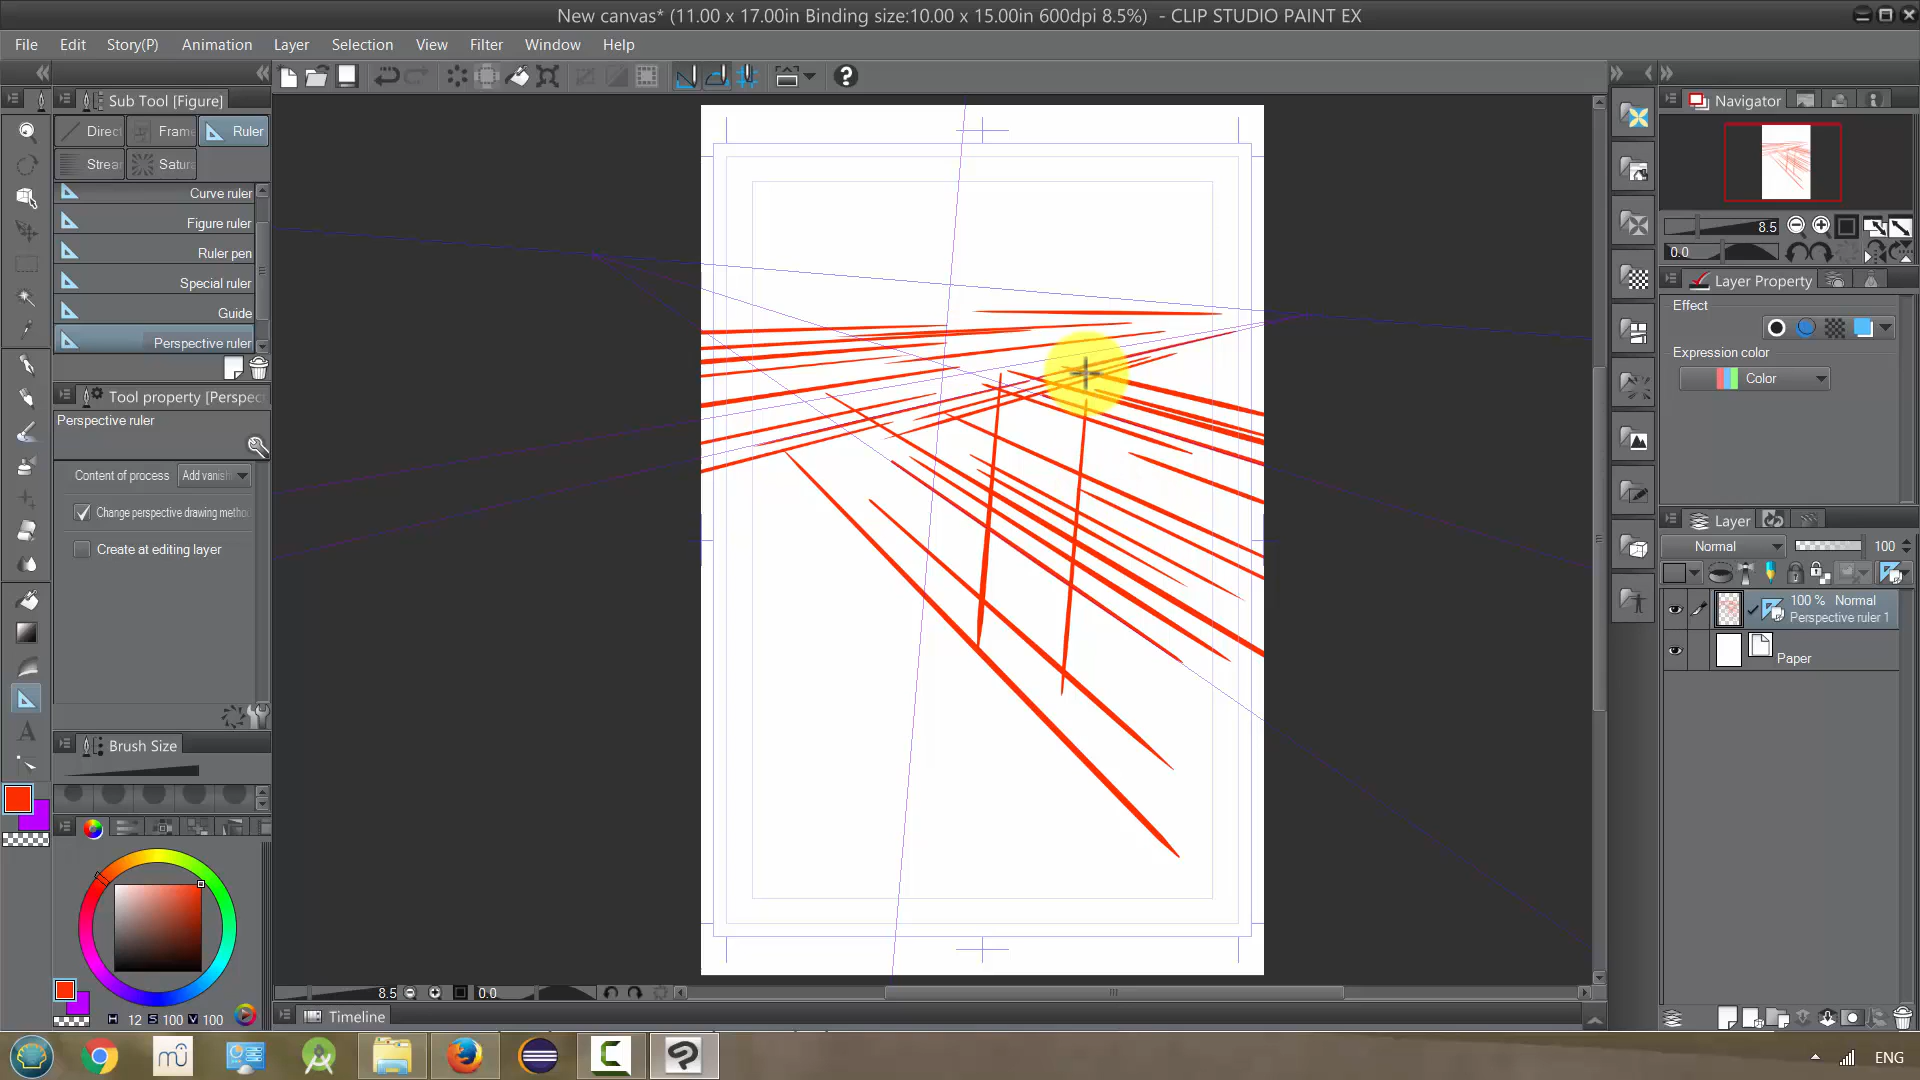 New canvas* (11.00 x 17.00in Binding size:10.00 x 15.00in 600dpi 8.5%) - CLIP STUDIO PAINT EX
File Edit Story(P) Animation Layer Selection View Filter Window Help
Sub Tool [Figure]
Direc Frame Ruler
Strea Satura
Curve ruler
Figure ruler
Ruler pen
Special ruler
Guide
Perspective ruler
Tool property [Perspec
Perspective ruler
Content of process Add vanish
Change perspective drawing metho
Create at editing layer
Brush Size
H 12 S 100 V 100
8.5 0.0
Timeline
Navigator
8.5
0.0
Layer Property
Effect
Expression color
Color
Layer
Normal 100
100 % Normal
Perspective ruler 1
Paper
ENG